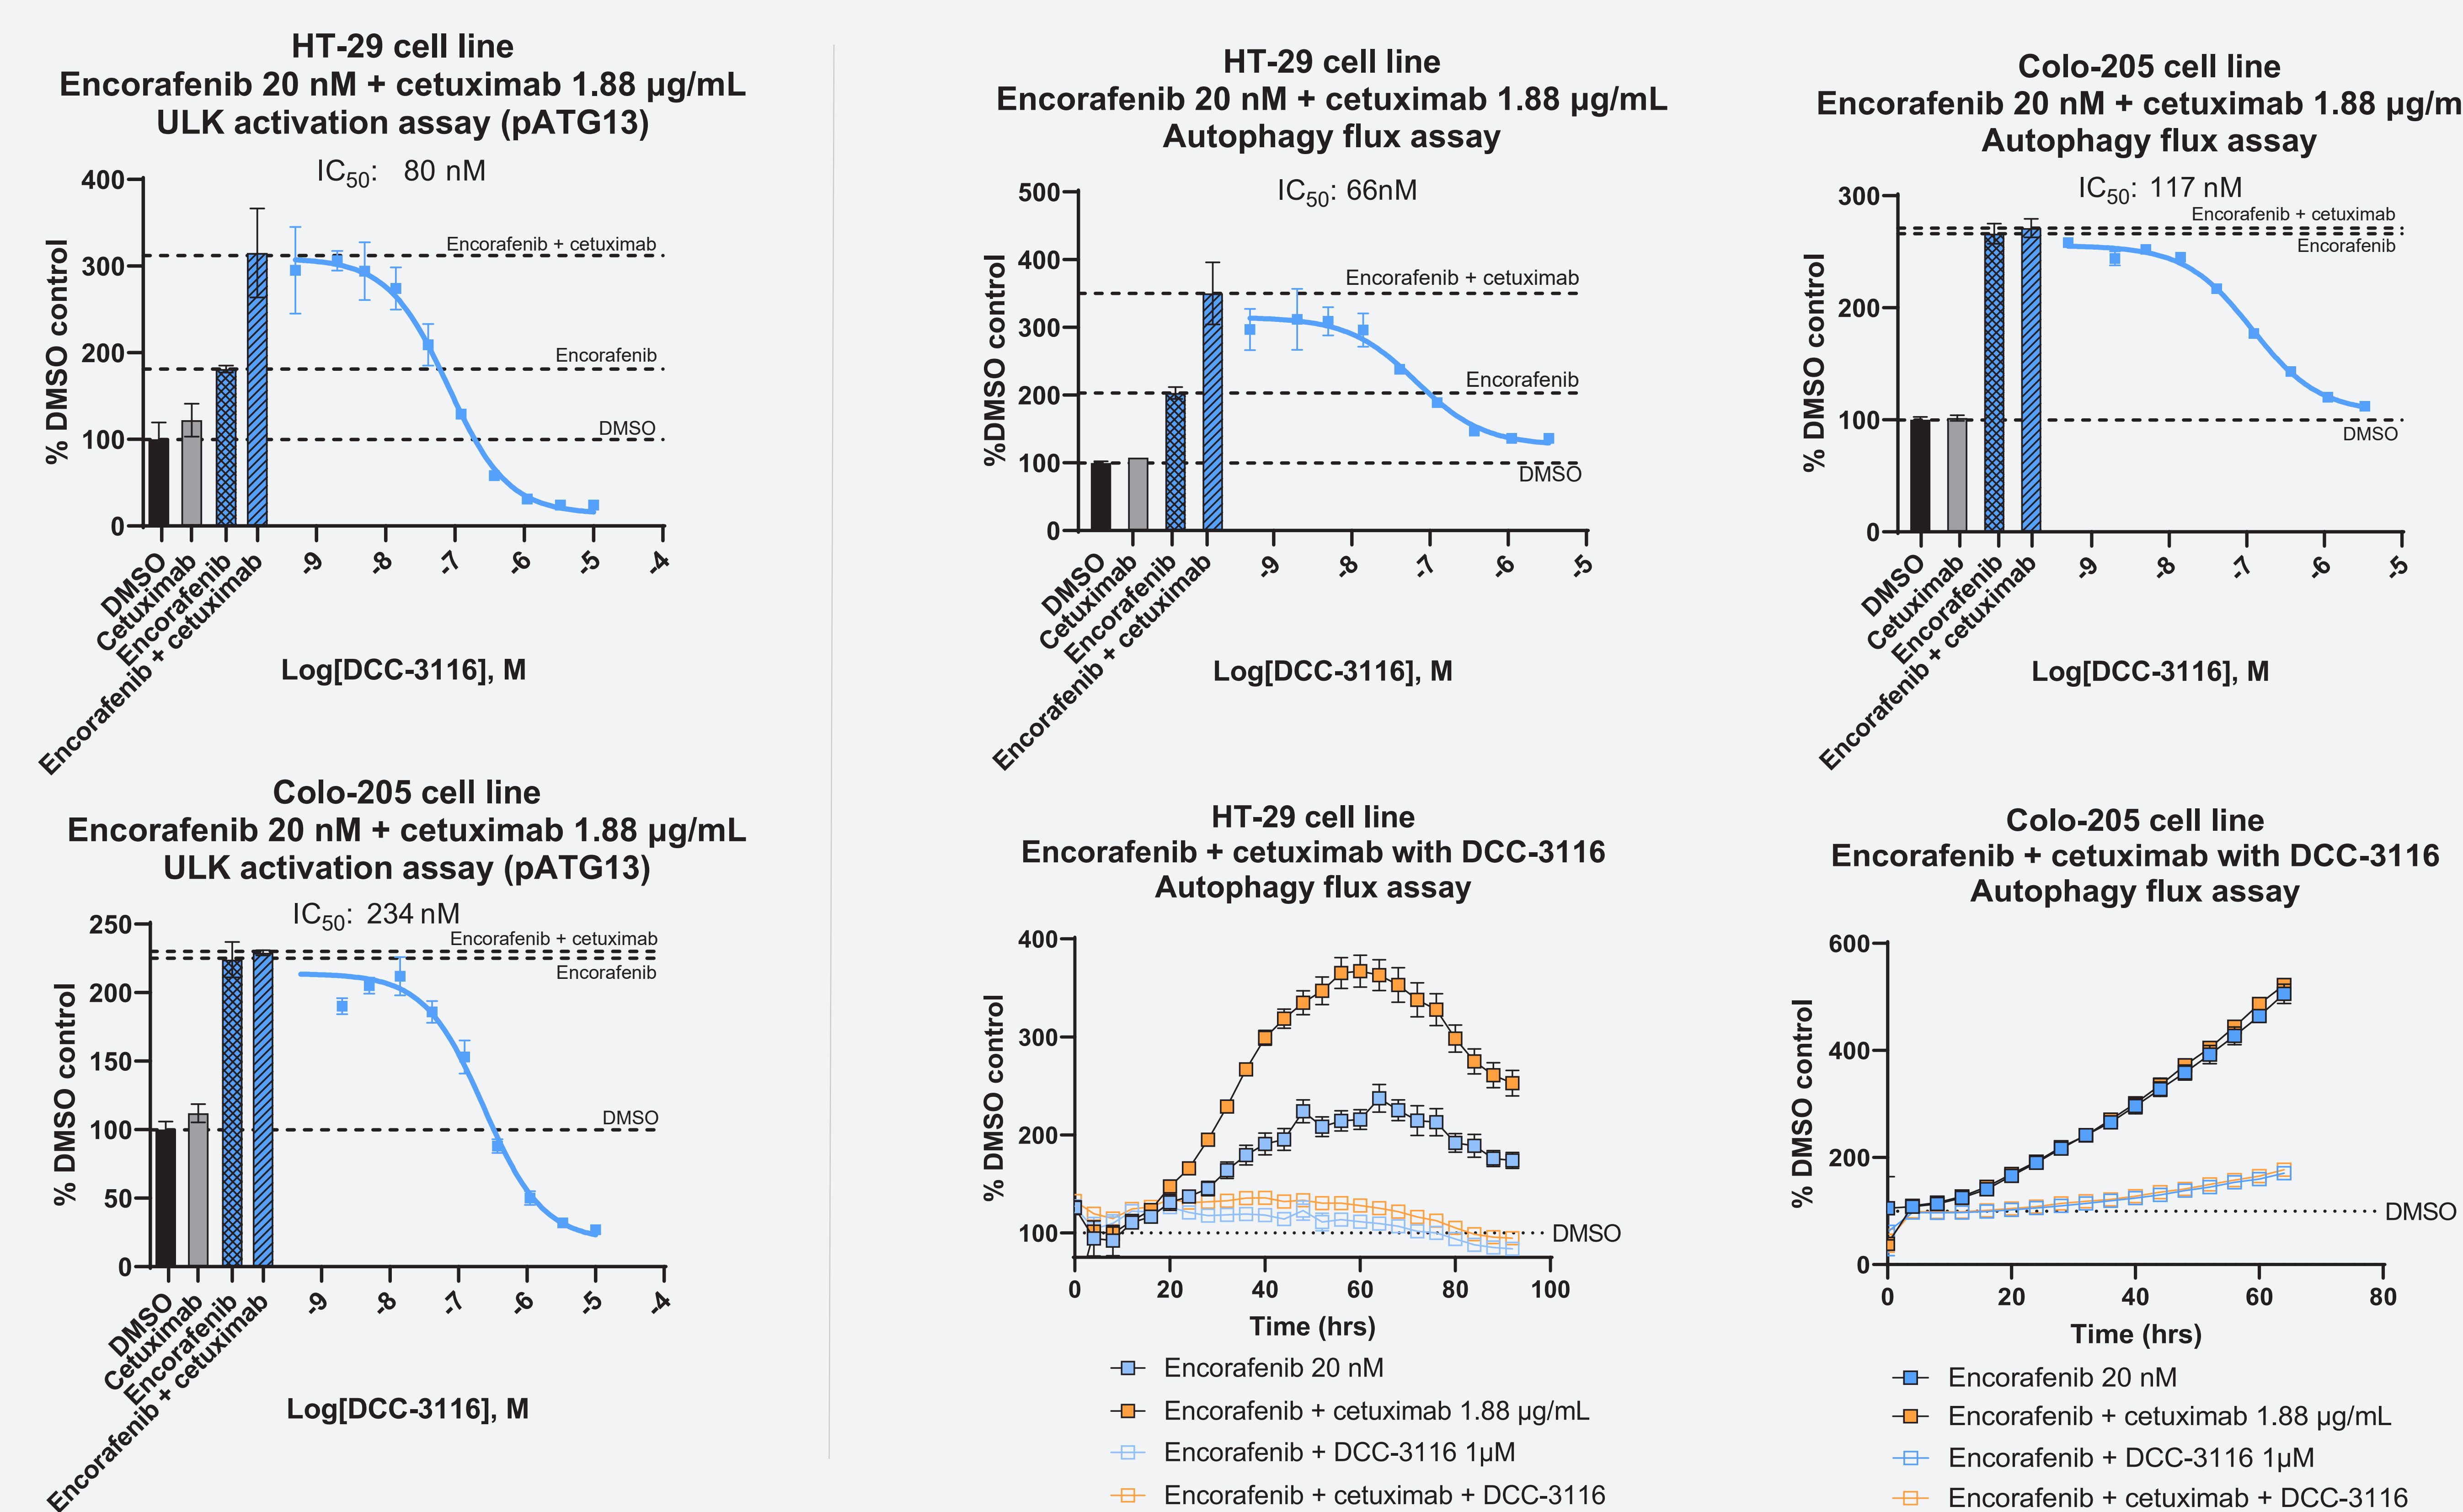 HT-29 cell line
Encorafenib 20 nM + cetuximab 1.88 µg/mL
ULK activation assay (pATG13)
IC50: 80 nM
% DMSO control
400
300
200
100
0
Encorafenib + cetuximab
Encorafenib
DMSO
DMSO
Cetuximab
Encorafenib
Encorafenib + cetuximab
-9
-8
-7
-6
-5
-4
Log[DCC-3116], M
HT-29 cell line
Encorafenib 20 nM + cetuximab 1.88 µg/mL
Autophagy flux assay
IC50: 66nM
%DMSO control
500
400
300
200
100
0
Encorafenib + cetuximab
Encorafenib
DMSO
DMSO
Cetuximab
Encorafenib
Encorafenib + cetuximab
-9
-8
-7
-6
-5
Log[DCC-3116], M
Colo-205 cell line
Encorafenib 20 nM + cetuximab 1.88 µg/m
Autophagy flux assay
IC50: 117 nM
% DMSO control
300
200
100
0
Encorafenib + cetuximab
Encorafenib
DMSO
DMSO
Cetuximab
Encorafenib
Encorafenib + cetuximab
-9
-8
-7
-6
-5
Log[DCC-3116], M
Colo-205 cell line
Encorafenib 20 nM + cetuximab 1.88 µg/mL
ULK activation assay (pATG13)
IC50: 234 nM
% DMSO control
250
200
150
100
50
0
Encorafenib + cetuximab
Encorafenib
DMSO
DMSO
Cetuximab
Encorafenib
Encorafenib + cetuximab
-9
-8
-7
-6
-5
-4
Log[DCC-3116], M
HT-29 cell line
Encorafenib + cetuximab with DCC-3116
Autophagy flux assay
% DMSO control
400
300
200
100
DMSO
0
20
40
60
80
100
Time (hrs)
Encorafenib 20 nM
Encorafenib + cetuximab 1.88 µg/mL
Encorafenib + DCC-3116 1µM
Encorafenib + cetuximab + DCC-3116
Colo-205 cell line
Encorafenib + cetuximab with DCC-3116
Autophagy flux assay
% DMSO control
600
400
200
0
DMSO
0
20
40
60
80
Time (hrs)
Encorafenib 20 nM
Encorafenib + cetuximab 1.88 µg/mL
Encorafenib + DCC-3116 1µM
Encorafenib + cetuximab + DCC-3116